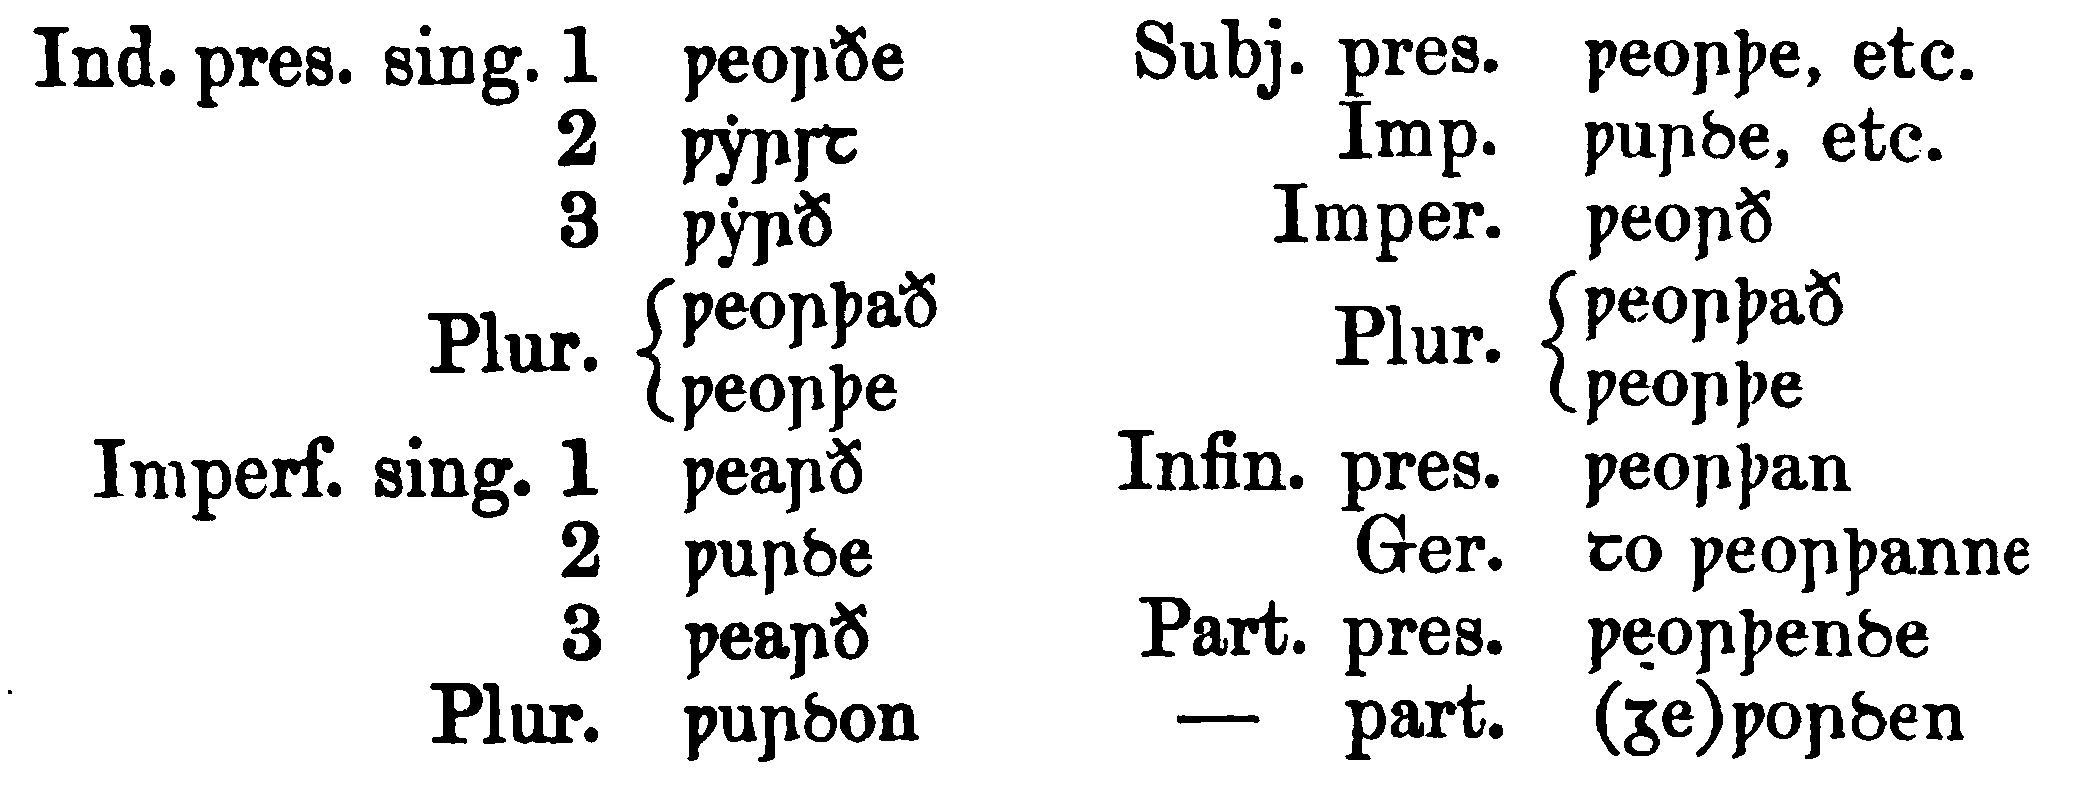 Ind. pres. sing. 1 ƿeoꞃðe
2 ƿẏꞃꞅꞇ
3 ƿẏꞃð
Plur. { ƿeoꞃþað
ƿeoꞃþe
Imperf. sing. 1 ƿeaꞃð
2 ƿuꞃꝺe
3 ƿeaꞃð
Plur. ƿuꞃꝺon
Subj. pres. ƿeoꞃþe, etc.
Imp. ƿuꞃꝺe, etc.
Imper. ƿeoꞃð
Plur. { ƿeoꞃþað
ƿeoꞃþe
Infin. pres. ƿeoꞃþan
Ger. ꞇo ƿeoꞃþanne
Part. pres. ƿeoꞃþenꝺe
— part. (ᵹe)ƿoꞃꝺen